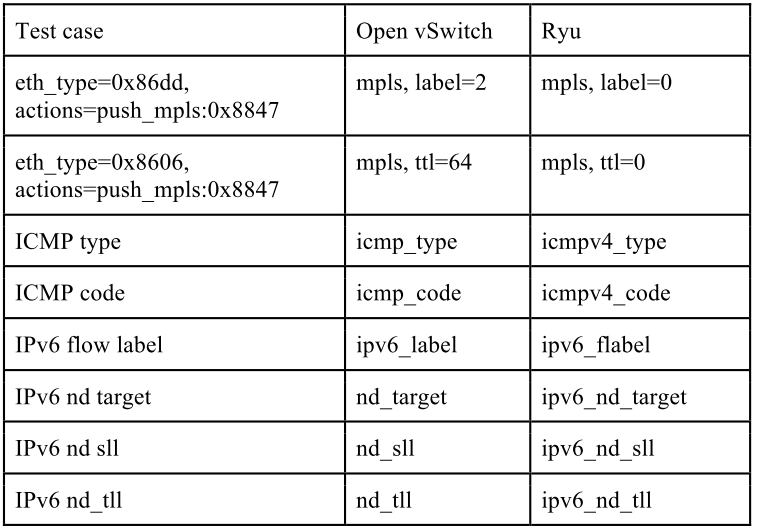 Test case Open vSwitch Ryu
eth_type=0x86dd, mpls, label=2 mpls, label=0
actions=push_mpls:0x8847
eth_type=0x8606, mpls, ttl=64 mpls, ttl=0
actions=push_mpls:0x8847
ICMP type icmp_type icmpv4_type
ICMP code icmp_code icmpv4_code
IPv6 flow label ipv6_label ipv6_flabel
IPv6 nd target nd_target ipv6_nd_target
IPv6 nd sll nd_sll ipv6_nd_sll
IPv6 nd_tll nd_tll ipv6_nd_tll